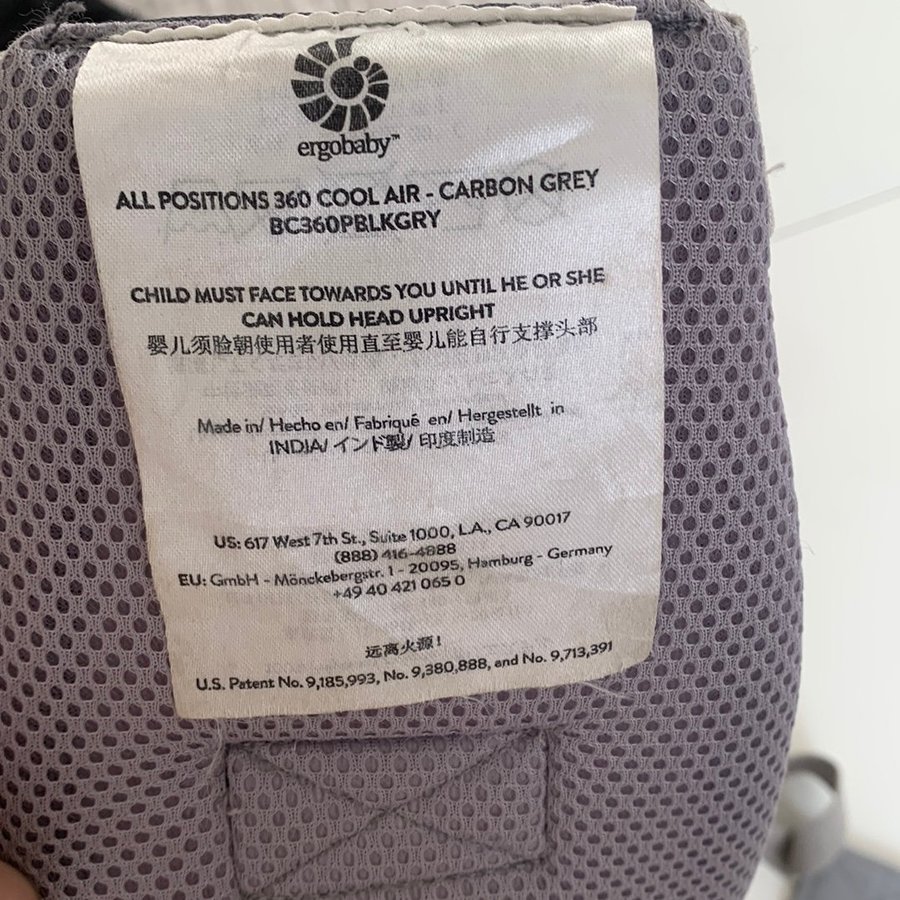 ergobaby™
ALL POSITIONS 360 COOL AIR - CARBON GREY
BC360PBLKGRY
CHILD MUST FACE TOWARDS YOU UNTIL HE OR SHE
CAN HOLD HEAD UPRIGHT
婴儿须脸朝使用者使用直至婴儿能自行支撑头部
Made in/ Hecho en/ Fabriqué en/ Hergestellt in
INDIA/ インド製/ 印度制造
US: 617 West 7th St., Suite 1000, L.A., CA 90017
(888) 416-4888
EU: GmbH - Mönckebergstr. 1 - 20095, Hamburg - Germany
+49 40 421 065 0
远离火源!
U.S. Patent No. 9,185,993, No. 9,380,888, and No. 9,713,391